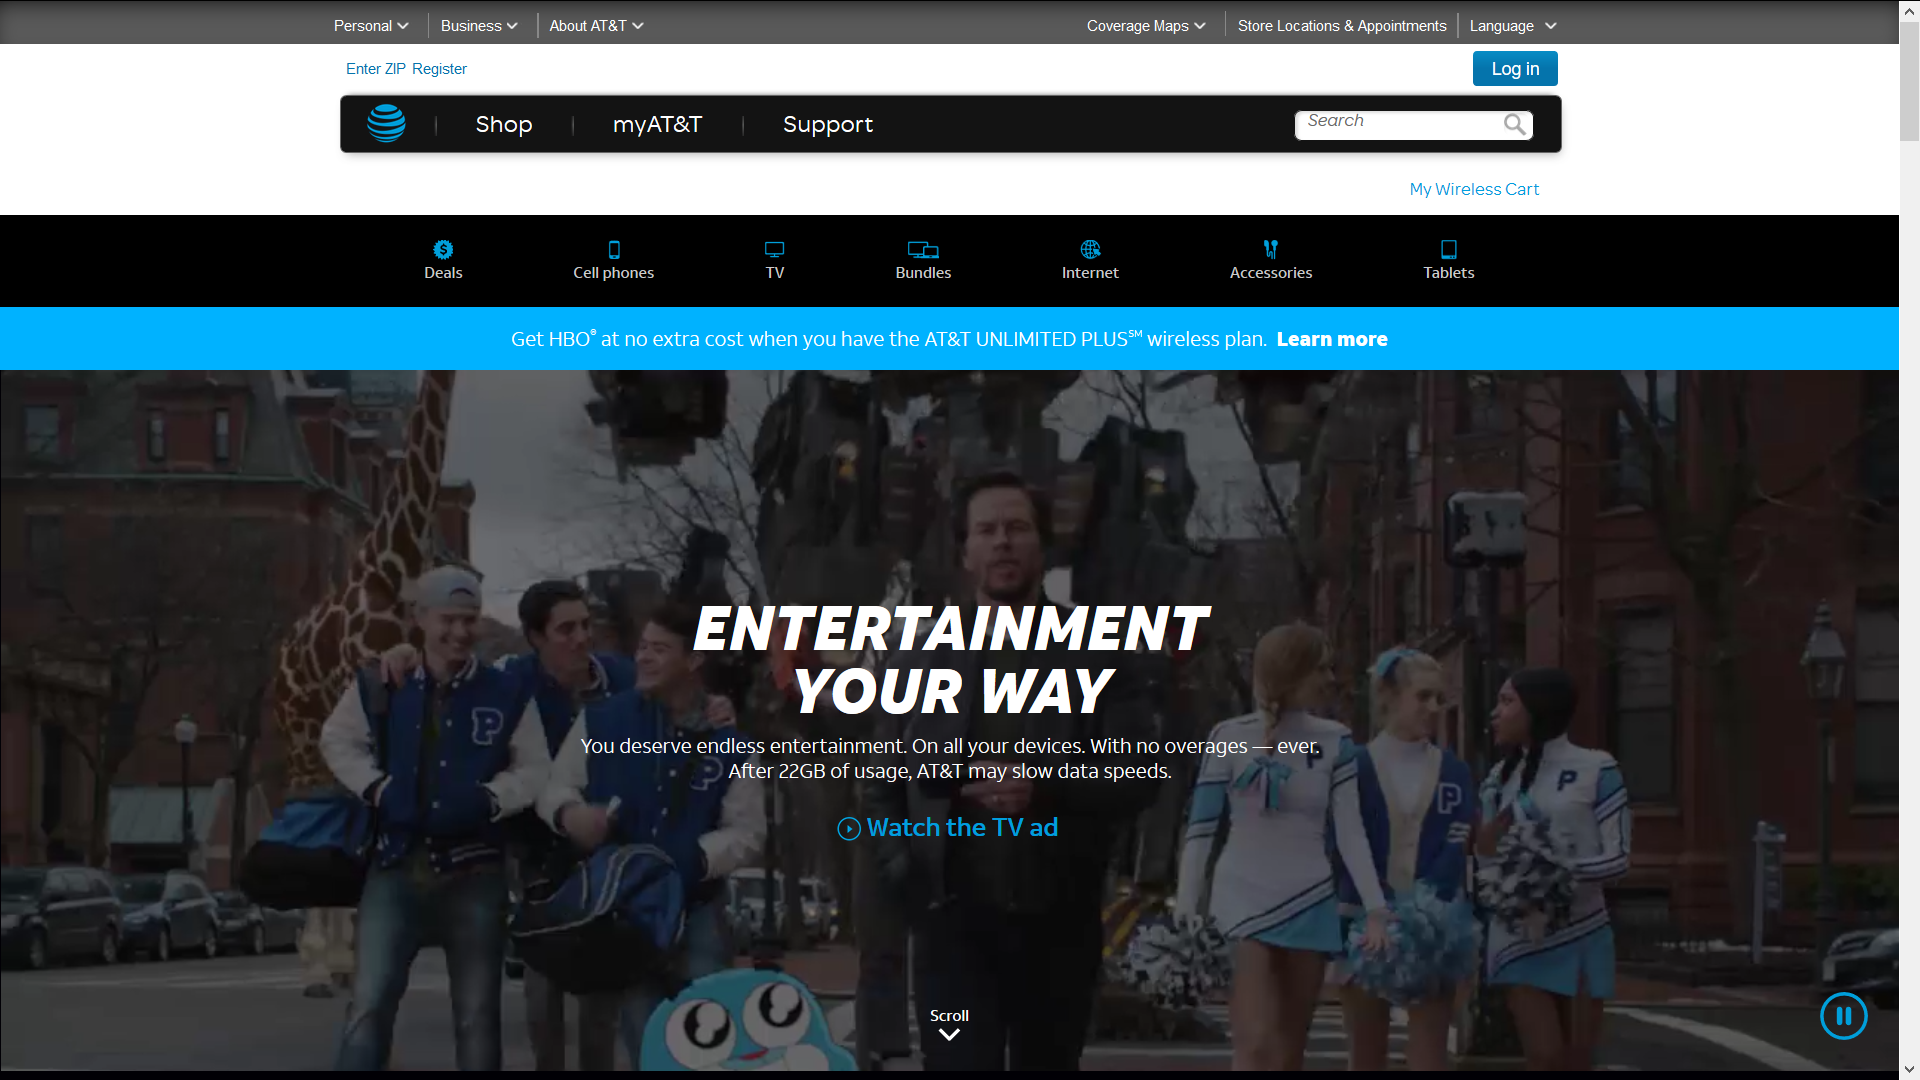 Personal Business About AT&T Coverage Maps Store Locations & Appointments Language
Enter ZIP Register Log in
Shop myAT&T Support Search
My Wireless Cart
Deals Cell phones TV Bundles Internet Accessories Tablets
Get HBO® at no extra cost when you have the AT&T UNLIMITED PLUS℠ wireless plan. Learn more
ENTERTAINMENT
YOUR WAY
You deserve endless entertainment. On all your devices. With no overages — ever.
After 22GB of usage, AT&T may slow data speeds.
Watch the TV ad
P
P
P
P
Scroll